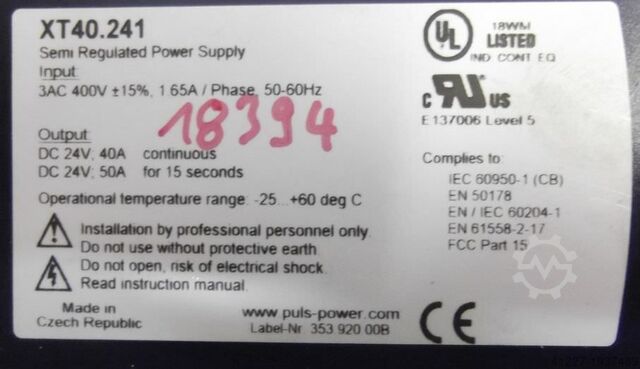 XT40.241
Semi Regulated Power Supply
Input:
3AC 400V ±15%, 1.65A / Phase, 50-60Hz
18394
Output:
DC 24V; 40A continuous
DC 24V; 50A for 15 seconds
Operational temperature range: -25...+60 deg C
Installation by professional personnel only.
Do not use without protective earth.
Do not open, risk of electrical shock.
Read instruction manual.
Made in
Czech Republic
www.puls-power.com
Label-Nr. 353 920 00B
UL
18WM
LISTED
IND CONT EQ
c RU US
E137006 Level 5
Complies to
IEC 60950-1 (CB)
EN 50178
EN / IEC 60204-1
EN 61558-2-17
FCC Part 15
CE